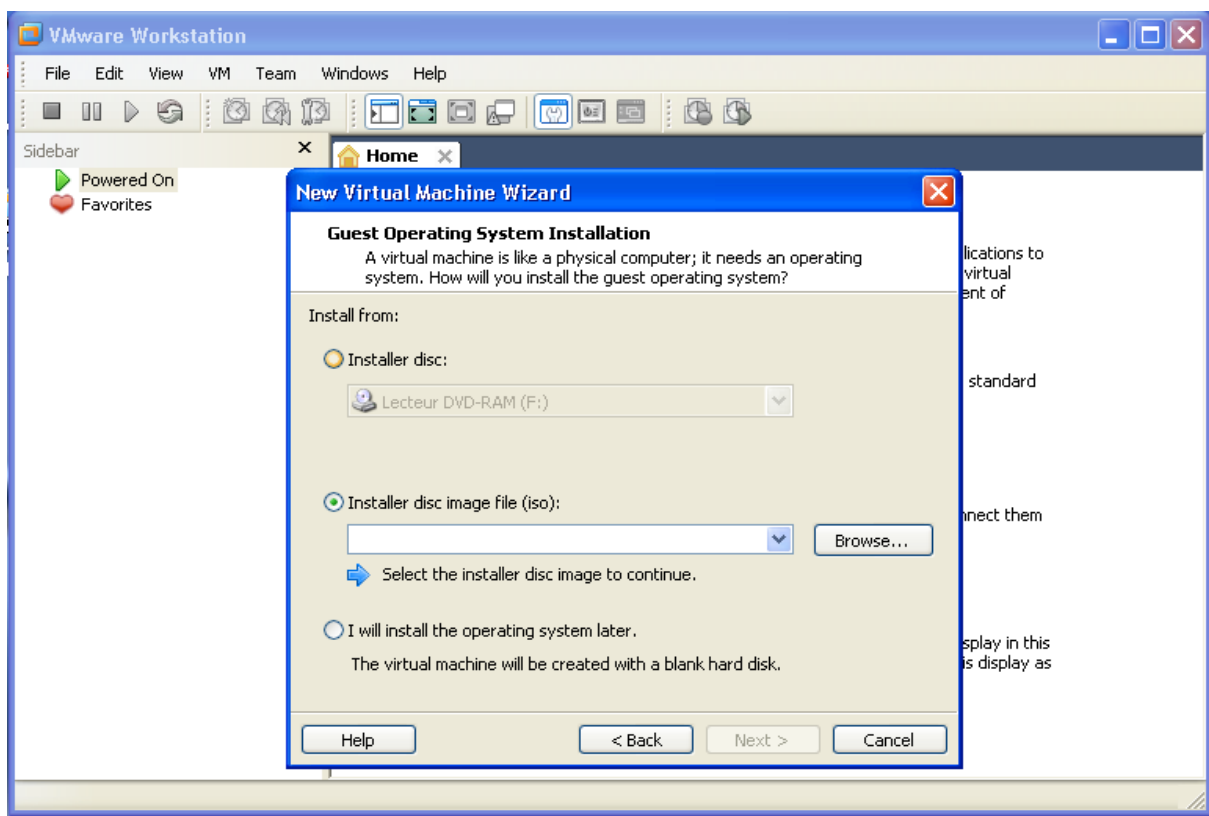 VMware Workstation
File Edit View VM Team Windows Help
Sidebar
Home
Powered On
Favorites
New Virtual Machine Wizard
Guest Operating System Installation
A virtual machine is like a physical computer; it needs an operating
system. How will you install the guest operating system?
lications to
virtual
ent of
Install from:
Installer disc:
standard
Lecteur DVD-RAM (F:)
Installer disc image file (iso):
nnect them
Browse...
Select the installer disc image to continue.
I will install the operating system later.
splay in this
The virtual machine will be created with a blank hard disk.
is display as
Help < Back Next > Cancel